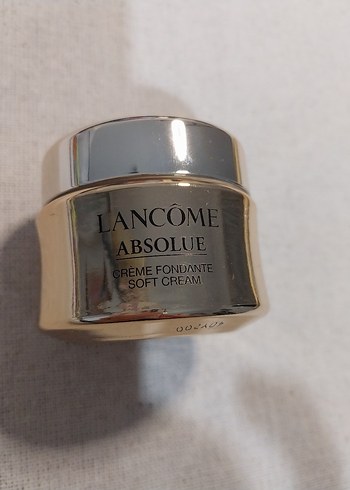 LANCÔME
ABSOLUE
CRÈME FONDANTE
SOFT CREAM